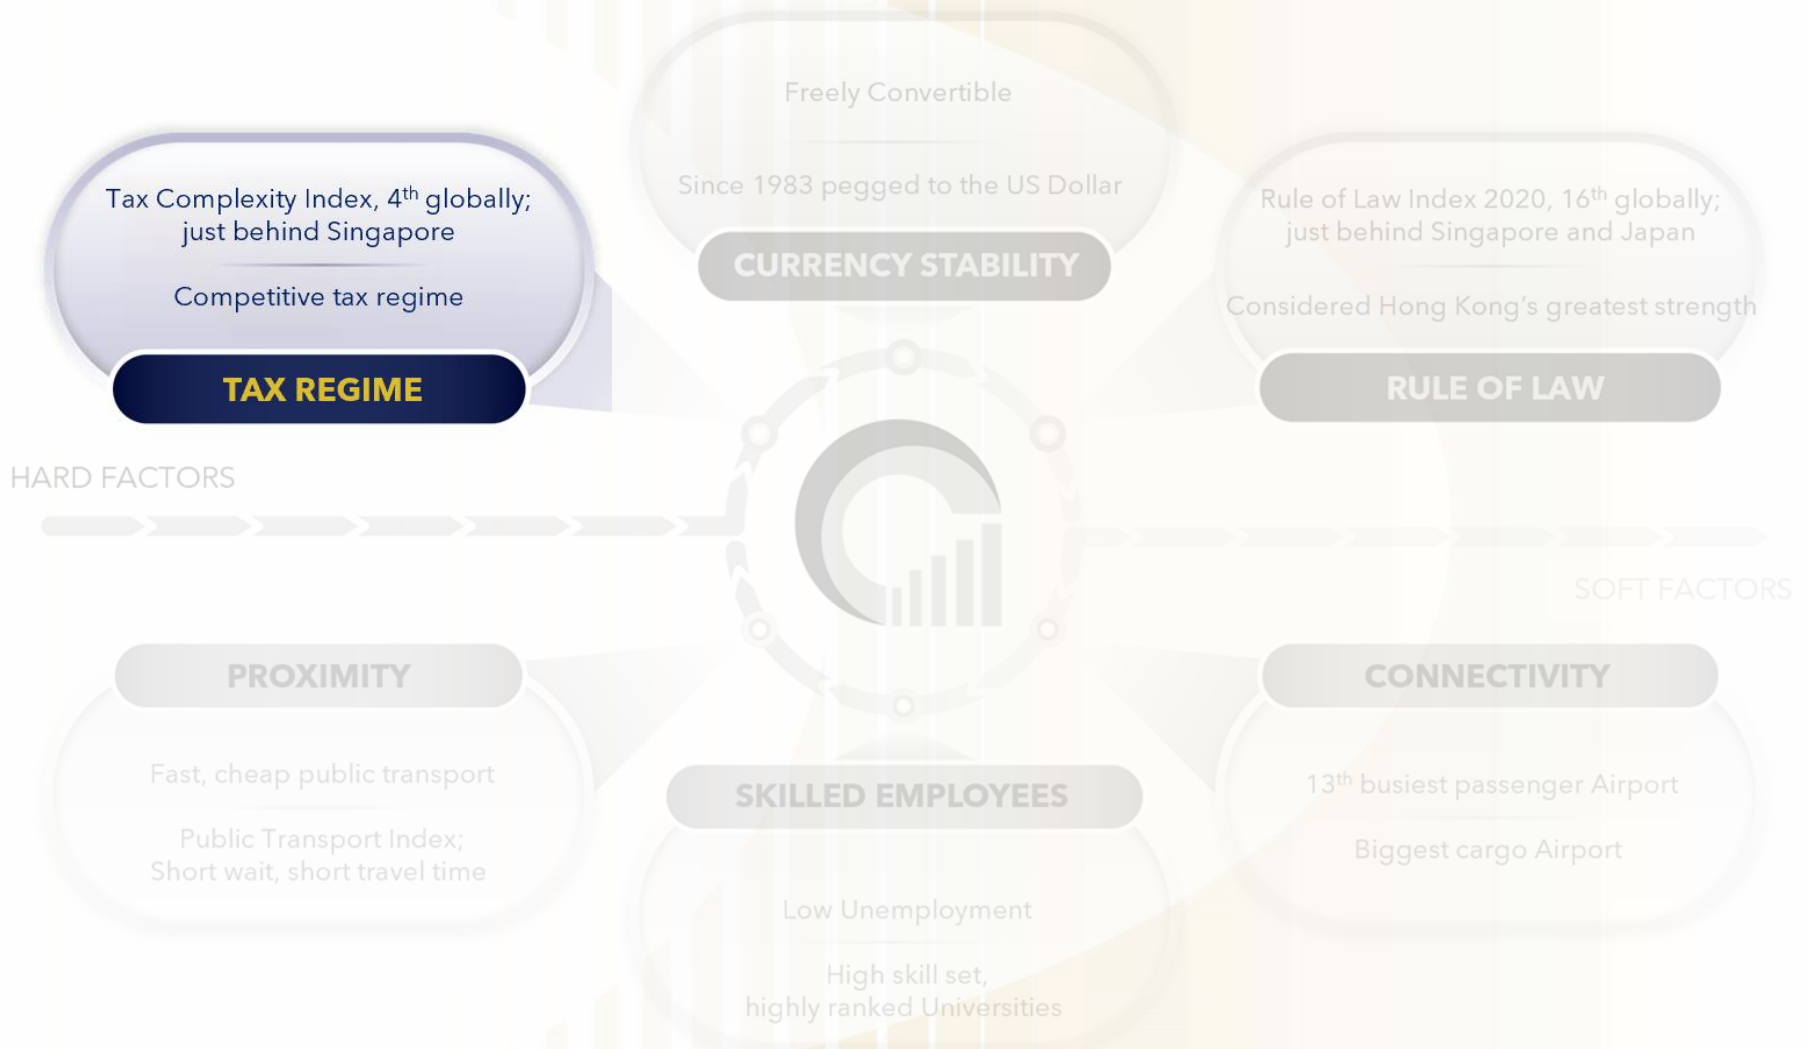 Freely Convertible
Since 1983 pegged to the US Dollar
CURRENCY STABILITY
Tax Complexity Index, 4th globally;
just behind Singapore
Competitive tax regime
TAX REGIME
Rule of Law Index 2020, 16th globally;
just behind Singapore and Japan
Considered Hong Kong’s greatest strength
RULE OF LAW
HARD FACTORS
SOFT FACTORS
PROXIMITY
Fast, cheap public transport
Public Transport Index;
Short wait, short travel time
SKILLED EMPLOYEES
Low Unemployment
High skill set,
highly ranked Universities
CONNECTIVITY
13th busiest passenger Airport
Biggest cargo Airport